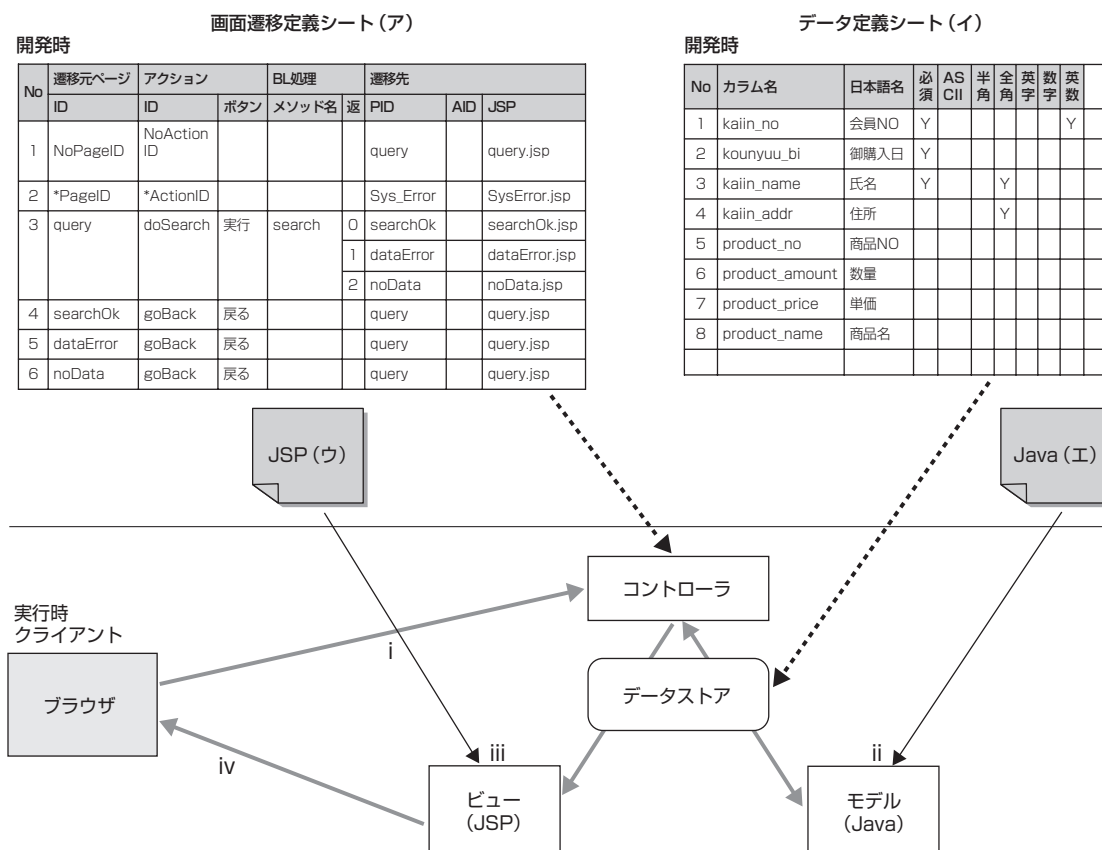 画面遷移定義シート（ア）
開発時
No 遷移元ページ アクション BL処理 遷移先
ID ID ボタン メソッド名 返 PID AID JSP
1 NoPageID NoAction ID query query.jsp
2 *PageID *ActionID Sys_Error SysError.jsp
3 query doSearch 実行 search 0 searchOk searchOk.jsp
1 dataError dataError.jsp
2 noData noData.jsp
4 searchOk goBack 戻る query query.jsp
5 dataError goBack 戻る query query.jsp
6 noData goBack 戻る query query.jsp
データ定義シート（イ）
開発時
No カラム名 日本語名 必須 ASCII 半角 全角 英字 数字 英数
1 kaiin_no 会員NO Y Y
2 kounyuu_bi 御購入日 Y
3 kaiin_name 氏名 Y Y
4 kaiin_addr 住所 Y
5 product_no 商品NO
6 product_amount 数量
7 product_price 単価
8 product_name 商品名
JSP（ウ）
Java（エ）
コントローラ
実行時
クライアント
i
ブラウザ
データストア
iii
ii
iv
ビュー
（JSP）
モデル
（Java）